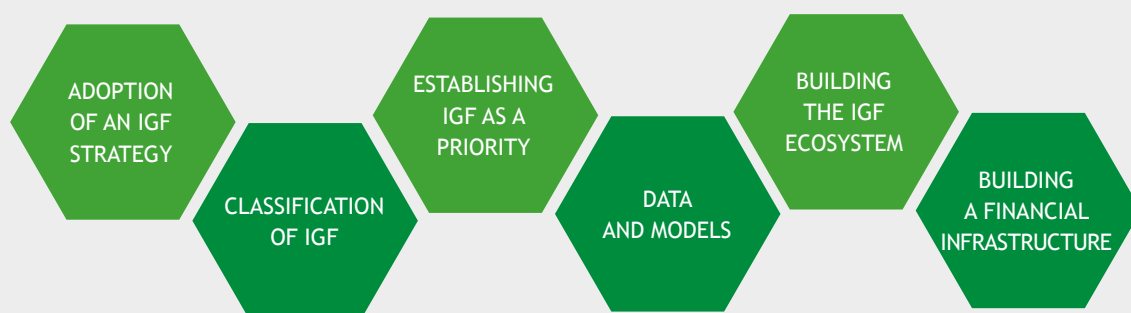 ADOPTION
OF AN IGF
STRATEGY
CLASSIFICATION
OF IGF
ESTABLISHING
IGF AS A
PRIORITY
DATA
AND MODELS
BUILDING
THE IGF
ECOSYSTEM
BUILDING
A FINANCIAL
INFRASTRUCTURE